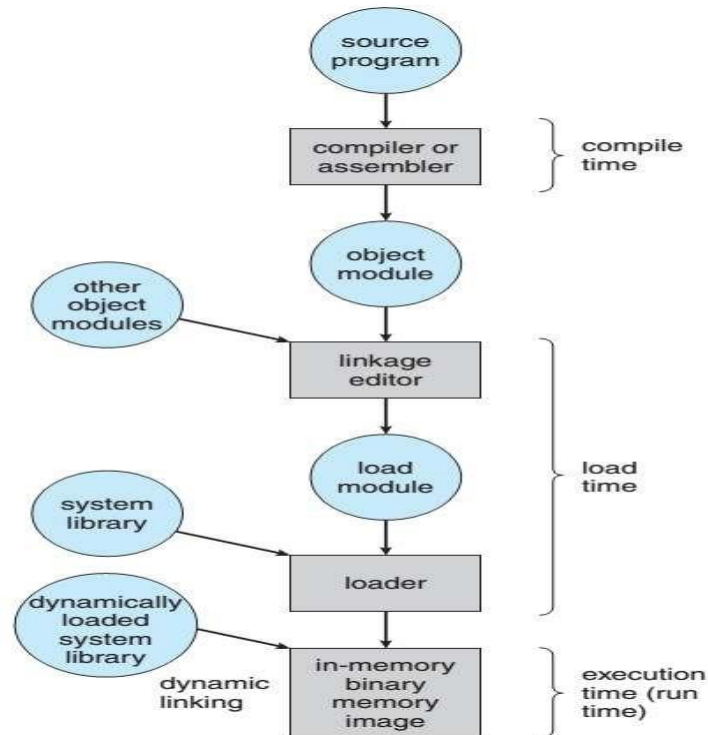 source
program
compiler or
assembler
compile
time
object
module
other
object
modules
linkage
editor
load
module
load
time
system
library
loader
dynamically
loaded
system
library
dynamic
linking
in-memory
binary
memory
image
execution
time (run
time)